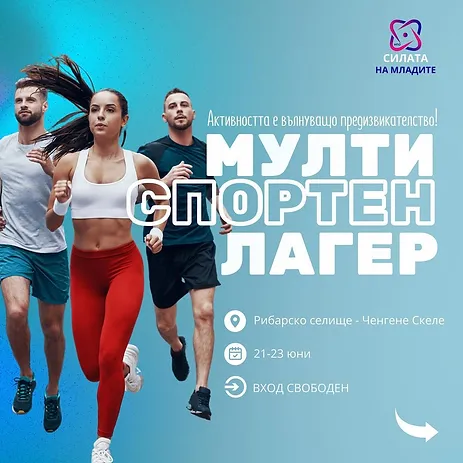 СИЛАТА
НА МЛАДИТЕ
Активността е вълнуващо предизвикателство!
МУЛТИ
СПОРТЕН
ЛАГЕР
Рибарско селище - Ченгене Скеле
21-23 юни
ВХОД СВОБОДЕН